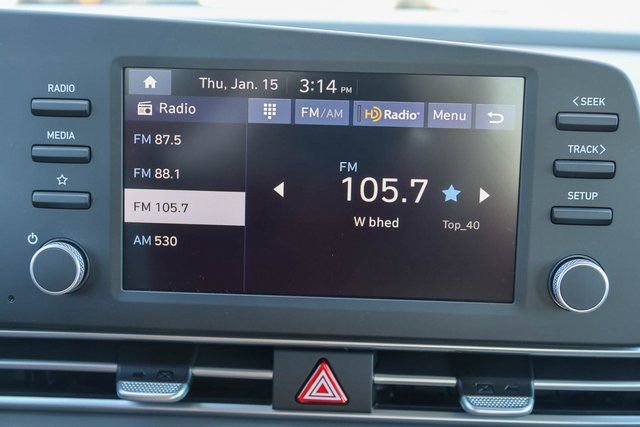 Thu, Jan. 15 3:14 PM
RADIO
MEDIA
Radio
FM/AM
HD Radio
Menu
FM 87.5
FM 88.1
FM 105.7
AM 530
FM
105.7
W bhed
Top_40
<SEEK
TRACK>
SETUP